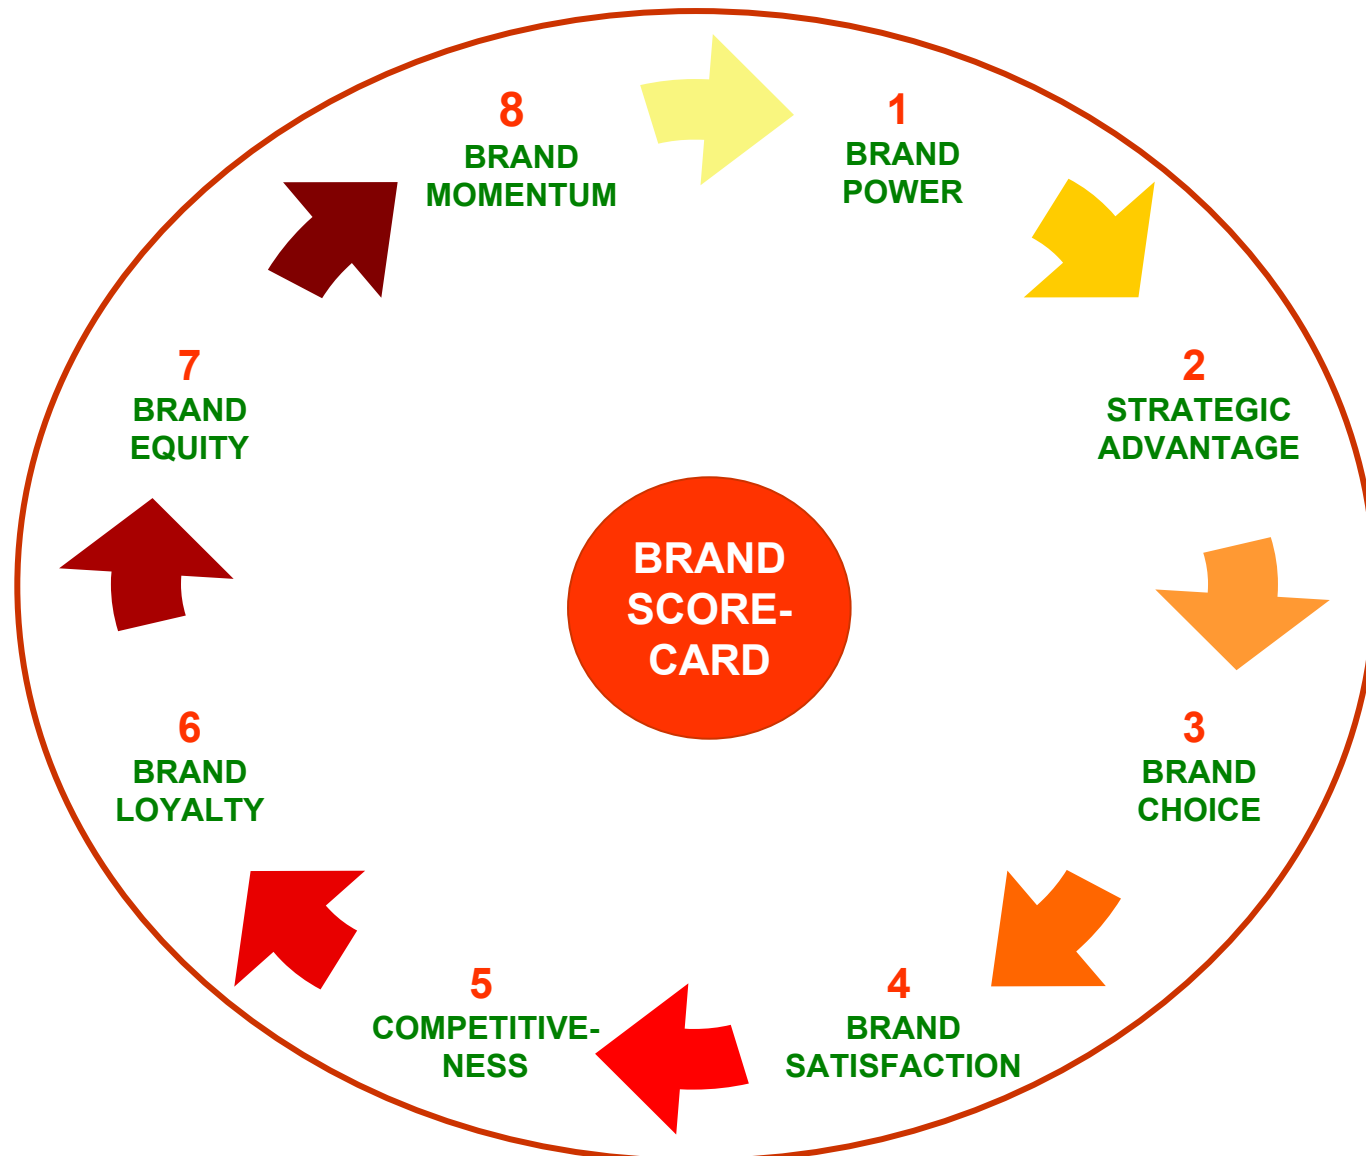 1
BRAND
POWER
2
STRATEGIC
ADVANTAGE
3
BRAND
CHOICE
4
BRAND
SATISFACTION
5
COMPETITIVE-
NESS
6
BRAND
LOYALTY
7
BRAND
EQUITY
8
BRAND
MOMENTUM
BRAND
SCORE-
CARD